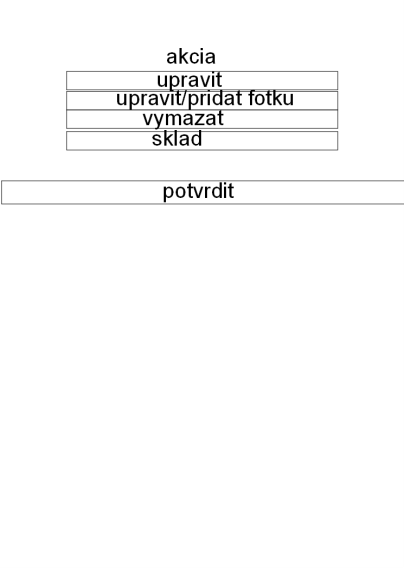 akcia
upravit
upravit/pridat fotku
vymazat
sklad
potvrdit